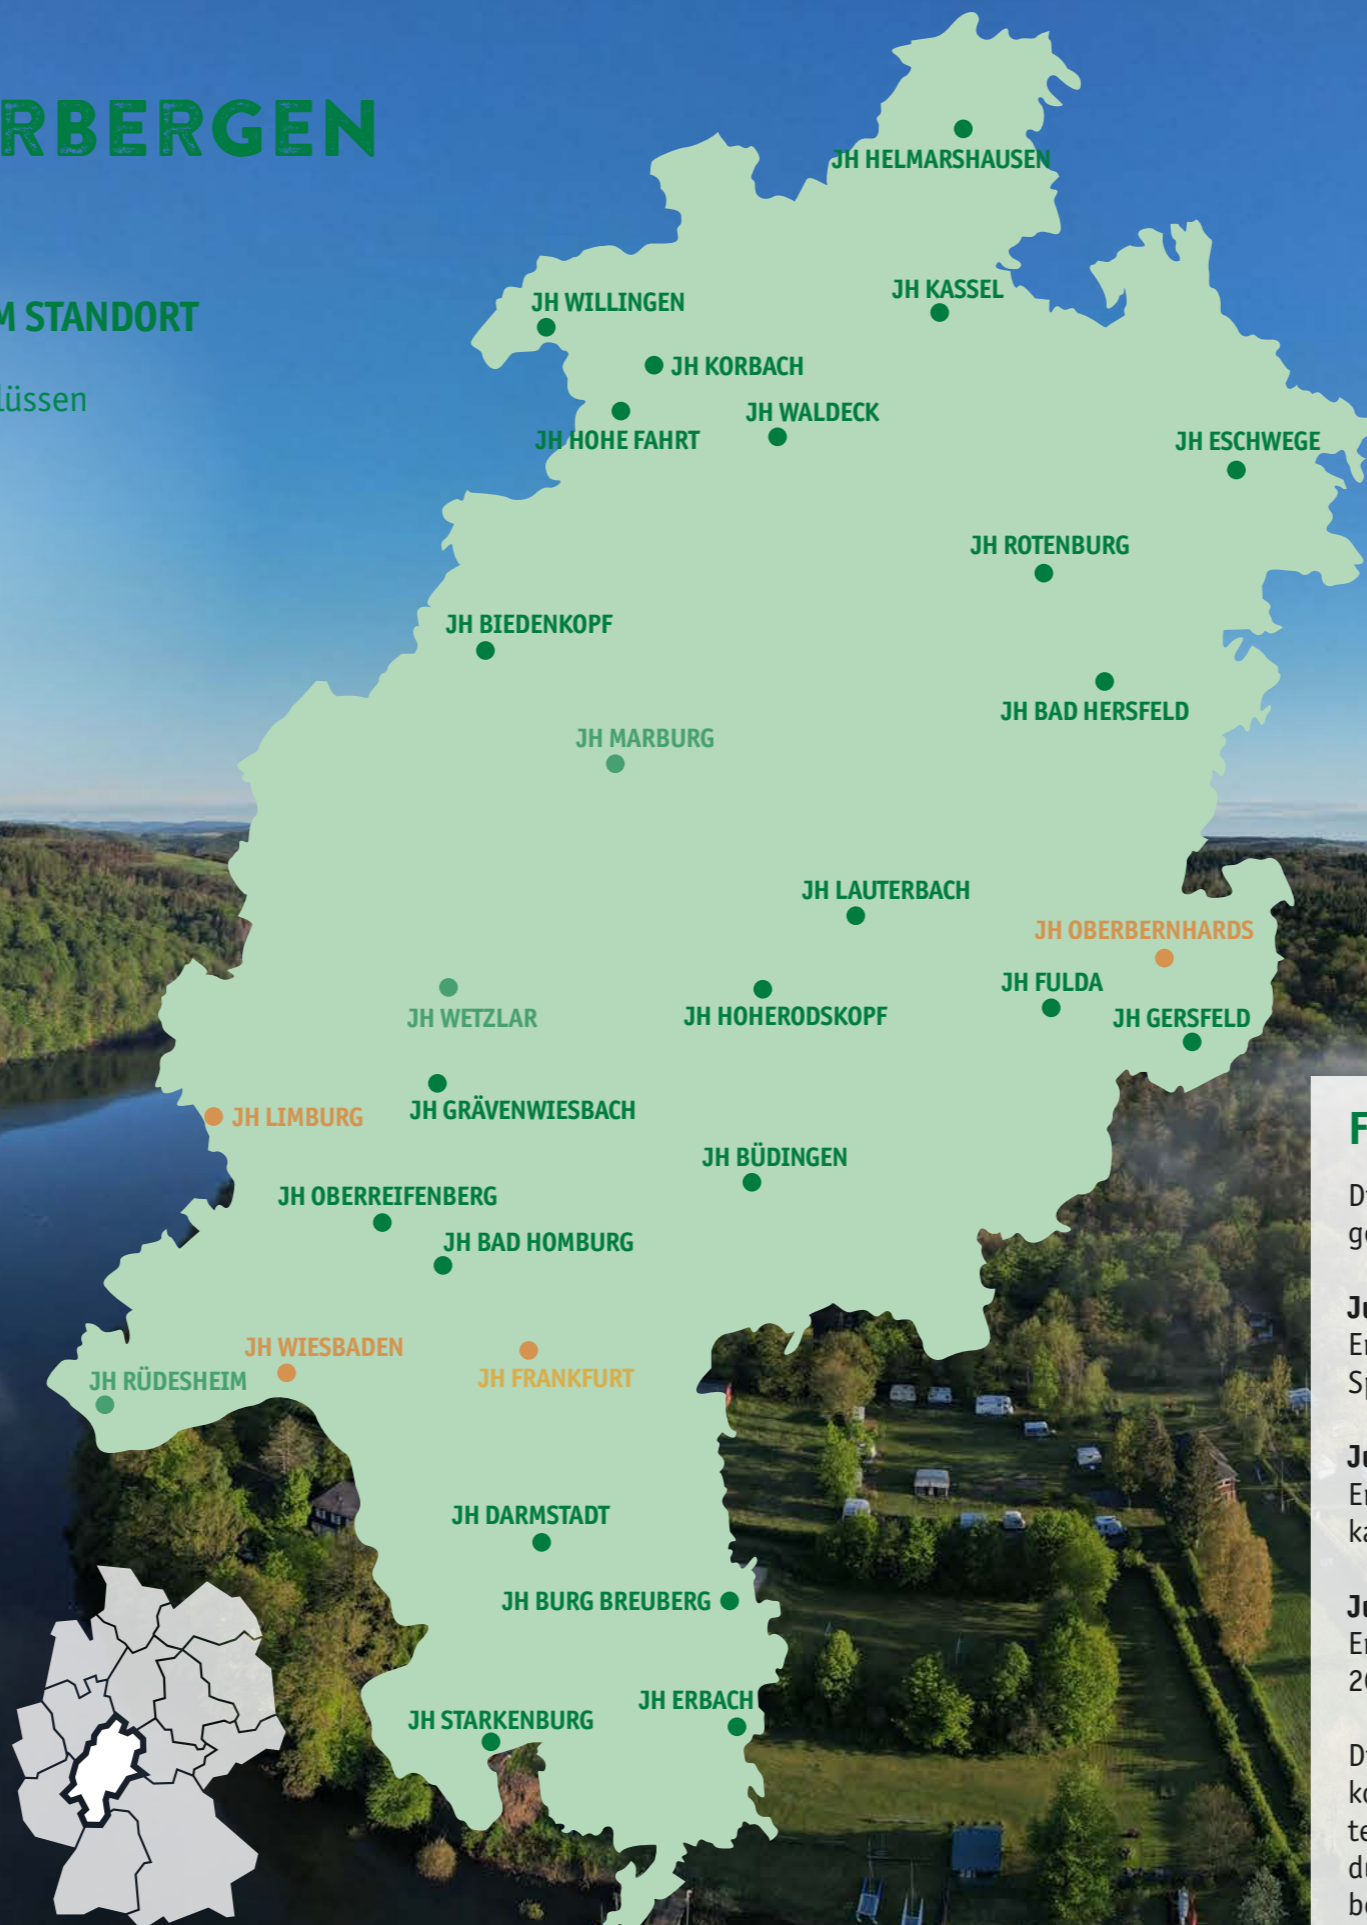 RBERGEN
M STANDORT
lüssen
JH HELMARSHAUSEN
JH KASSEL
JH WILLINGEN
JH KORBACH
JH WALDECK
JH HOHE FAHRT
JH ESCHWEGE
JH ROTENBURG
JH BIEDENKOPF
JH BAD HERSFELD
JH MARBURG
JH LAUTERBACH
JH OBERBERNHARDS
JH FULDA
JH WETZLAR
JH HOHERODSKOPF
JH GERSFELD
JH GRÄVENWIESBACH
JH LIMBURG
JH BÜDINGEN
JH OBERREIFENBERG
JH BAD HOMBURG
JH WIESBADEN
JH FRANKFURT
JH RÜDESHEIM
JH DARMSTADT
JH BURG BREUBERG
JH ERBACH
JH STARKENBURG
F
Ju
Ju
Ju